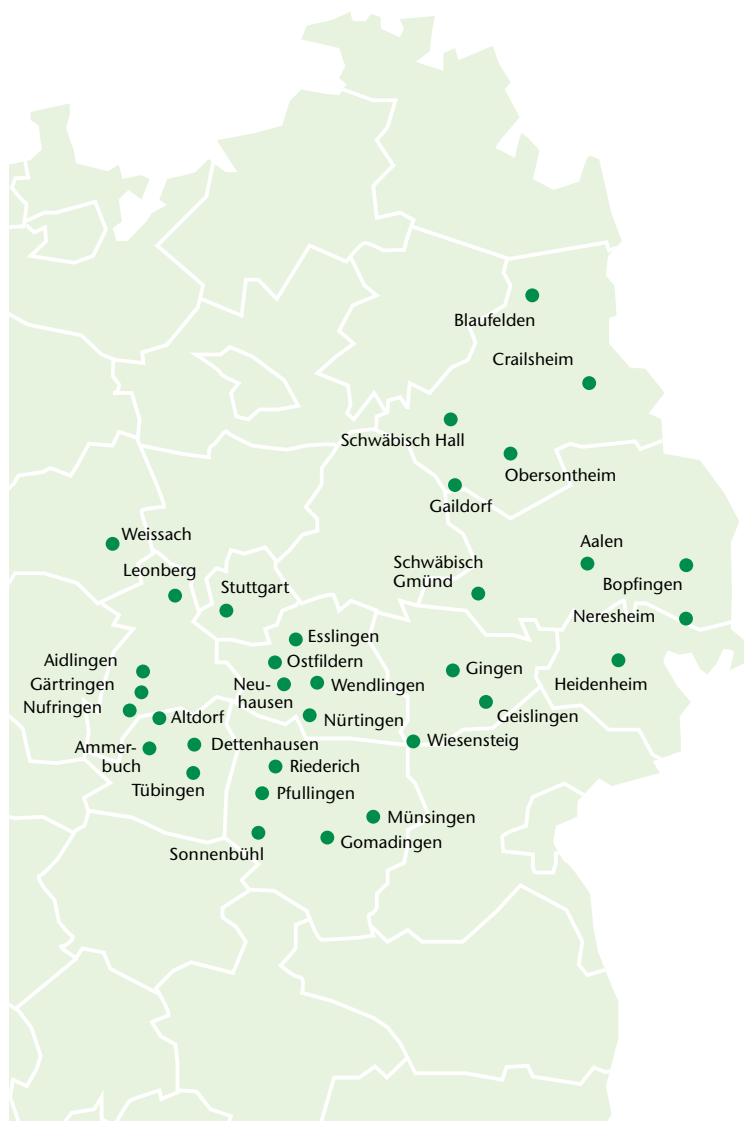 Blaufelden
Crailsheim
Schwäbisch Hall
Obersontheim
Gaildorf
Weissach
Aalen
Schwäbisch
Gmünd
Leonberg
Bopfingen
Stuttgart
Neresheim
Esslingen
Aidlingen
Ostfildern
Gingen
Heidenheim
Gärtringen
Neu-
hausen
Wendlingen
Nufringen
Altdorf
Nürtingen
Geislingen
Wiesensteig
Ammer-
buch
Dettenhausen
Riederich
Tübingen
Pfullingen
Münsingen
Gomadingen
Sonnenbühl